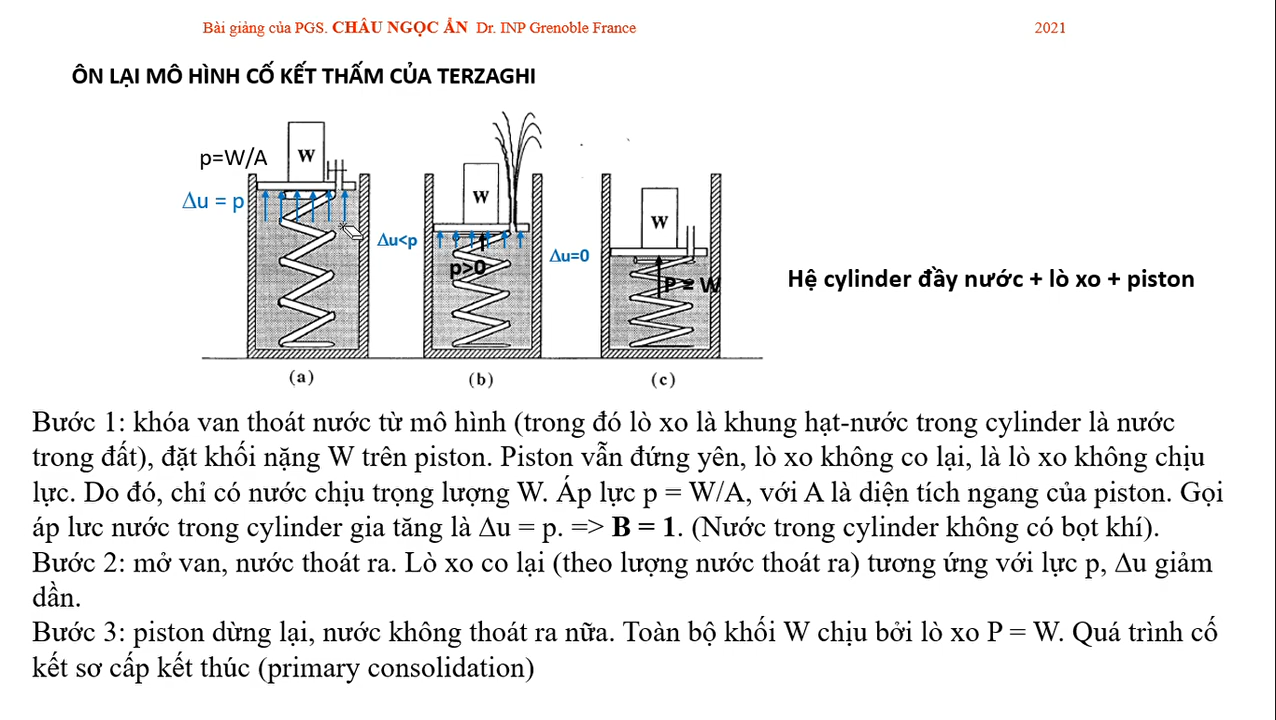 Bài giảng của PGS. CHÂU NGỌC ẨN Dr. INP Grenoble France 2021
ÔN LẠI MÔ HÌNH CỐ KẾT THẤM CỦA TERZAGHI
p=W/A
W
Δu = p
W
Δu<p
p>0
W
Δu=0
P = W
Hệ cylinder đầy nước + lò xo + piston
(a) (b) (c)
Bước 1: khóa van thoát nước từ mô hình (trong đó lò xo là khung hạt-nước trong cylinder là nước
trong đất), đặt khối nặng W trên piston. Piston vẫn đứng yên, lò xo không co lại, là lò xo không chịu
lực. Do đó, chỉ có nước chịu trọng lượng W. Áp lực p = W/A, với A là diện tích ngang của piston. Gọi
áp lưc nước trong cylinder gia tăng là Δu = p. => B = 1. (Nước trong cylinder không có bọt khí).
Bước 2: mở van, nước thoát ra. Lò xo co lại (theo lượng nước thoát ra) tương ứng với lực p, Δu giảm
dần.
Bước 3: piston dừng lại, nước không thoát ra nữa. Toàn bộ khối W chịu bởi lò xo P = W. Quá trình cố
kết sơ cấp kết thúc (primary consolidation)